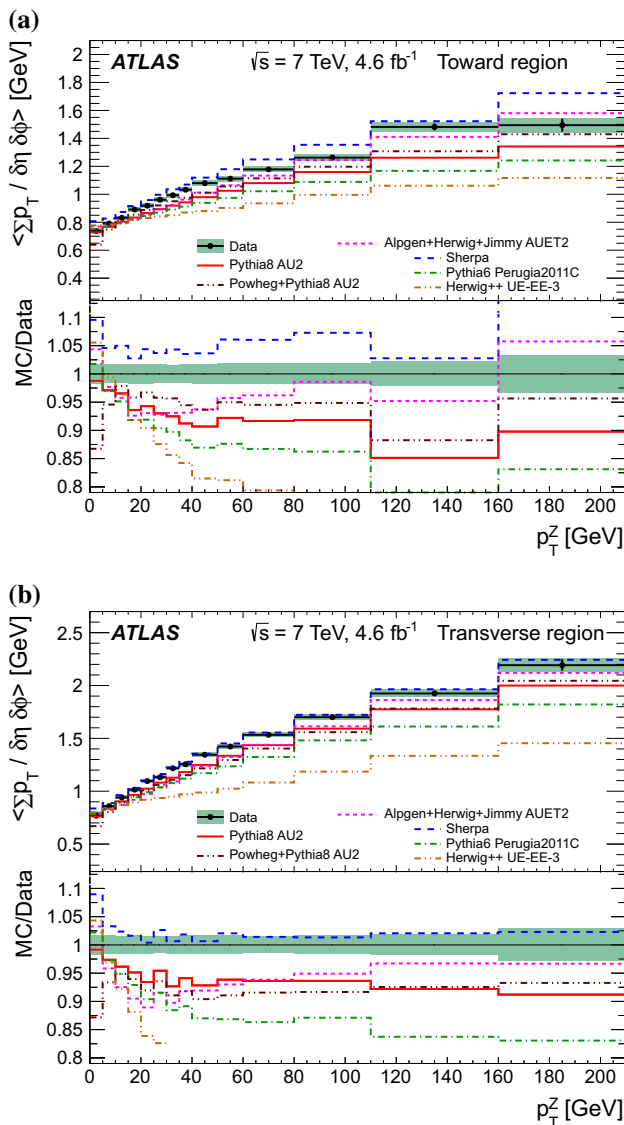 (a)
ATLAS √s = 7 TeV, 4.6 fb⁻¹ Toward region
<Σp_T / δη δϕ> [GeV]
2
1.8
1.6
1.4
1.2
1
0.8
0.6
0.4
Data
Pythia8 AU2
Powheg+Pythia8 AU2
Alpgen+Herwig+Jimmy AUET2
Sherpa
Pythia6 Perugia2011C
Herwig++ UE-EE-3
MC/Data
1.1
1.05
1
0.95
0.9
0.85
0.8
0 20 40 60 80 100 120 140 160 180 200
p_T^Z [GeV]
(b)
ATLAS √s = 7 TeV, 4.6 fb⁻¹ Transverse region
<Σp_T / δη δϕ> [GeV]
2.5
2
1.5
1
0.5
Data
Pythia8 AU2
Powheg+Pythia8 AU2
Alpgen+Herwig+Jimmy AUET2
Sherpa
Pythia6 Perugia2011C
Herwig++ UE-EE-3
MC/Data
1.1
1.05
1
0.95
0.9
0.85
0.8
0 20 40 60 80 100 120 140 160 180 200
p_T^Z [GeV]